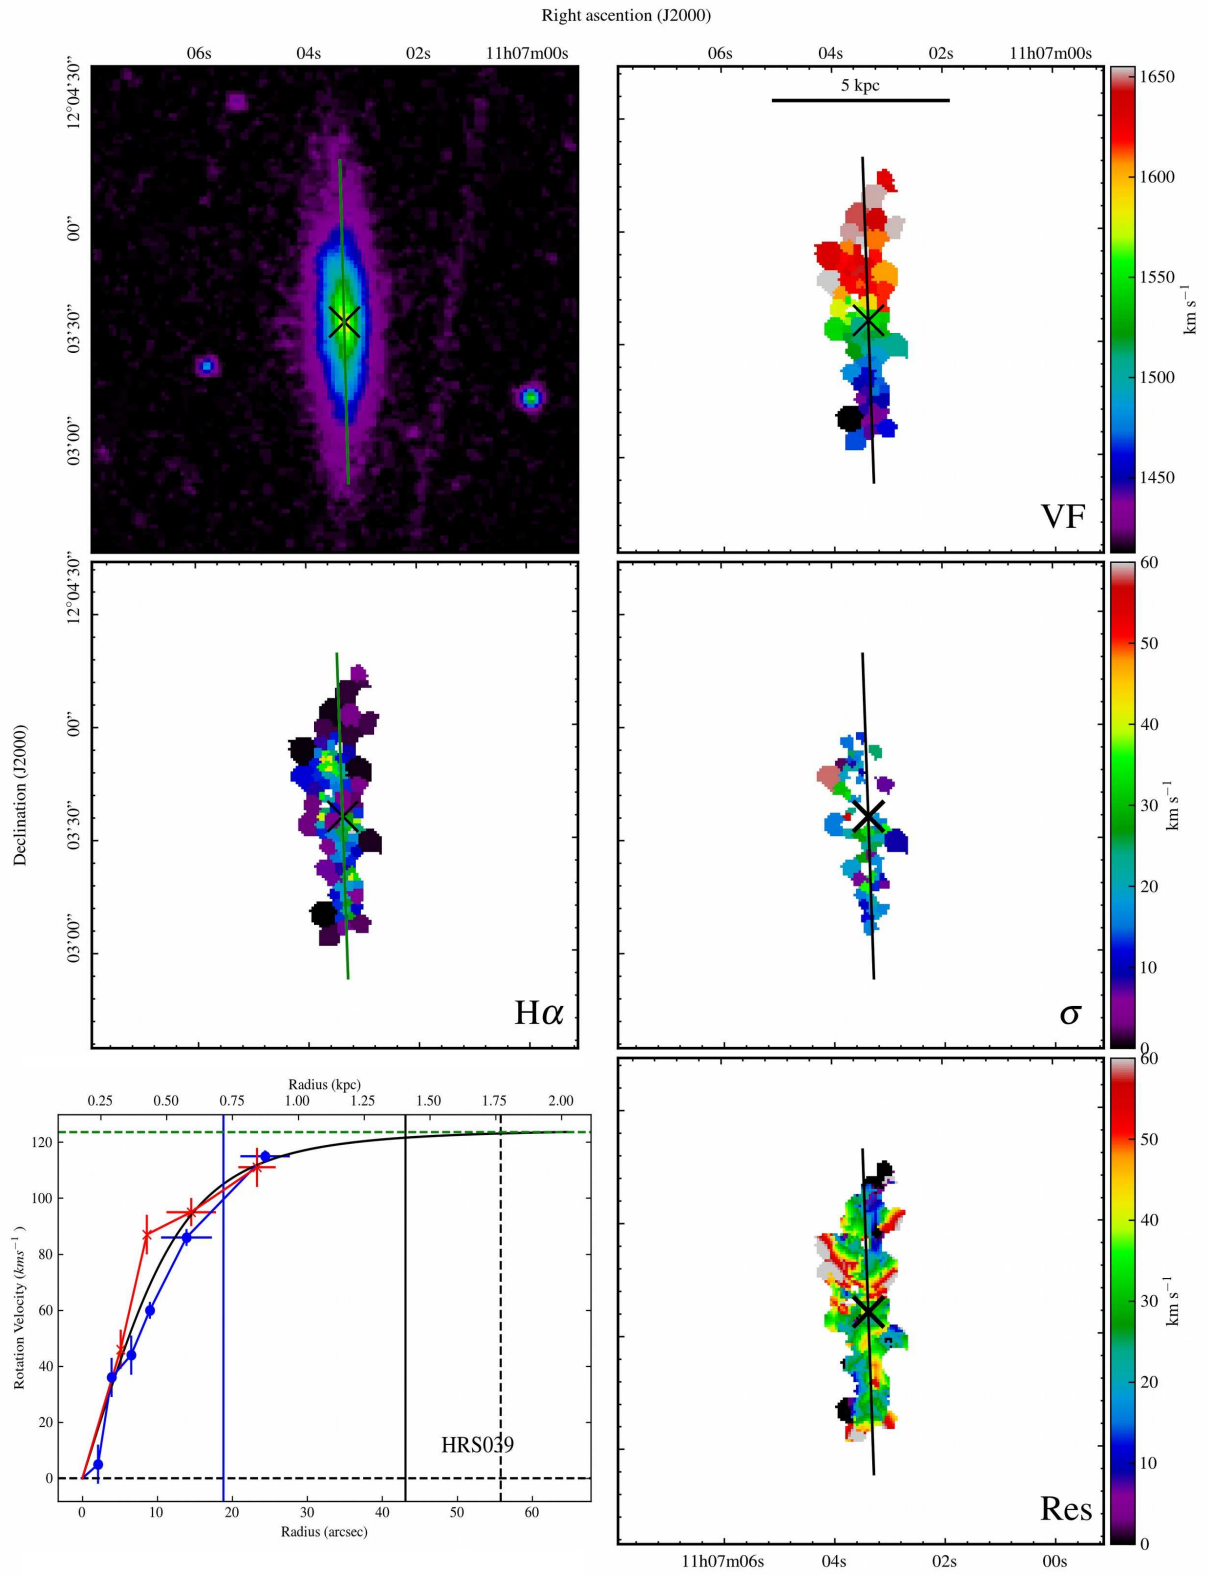 Right ascention (J2000)
06s 04s 02s 11h07m00s
06s 04s 02s 11h07m00s
12°04'30”
00”
03'30”
03'00”
5 kpc
VF
1650
1600
1550
1500
1450
km s⁻¹
Declination (J2000)
12°04'30”
00”
03'30”
03'00”
Hα
σ
60
50
40
30
20
10
0
km s⁻¹
Radius (kpc)
0.25 0.50 0.75 1.00 1.25 1.50 1.75 2.00
Rotation Velocity (kms⁻¹)
120
100
80
60
40
20
0
HRS039
0 10 20 30 40 50 60
Radius (arcsec)
Res
60
50
40
30
20
10
0
km s⁻¹
11h07m06s 04s 02s 00s